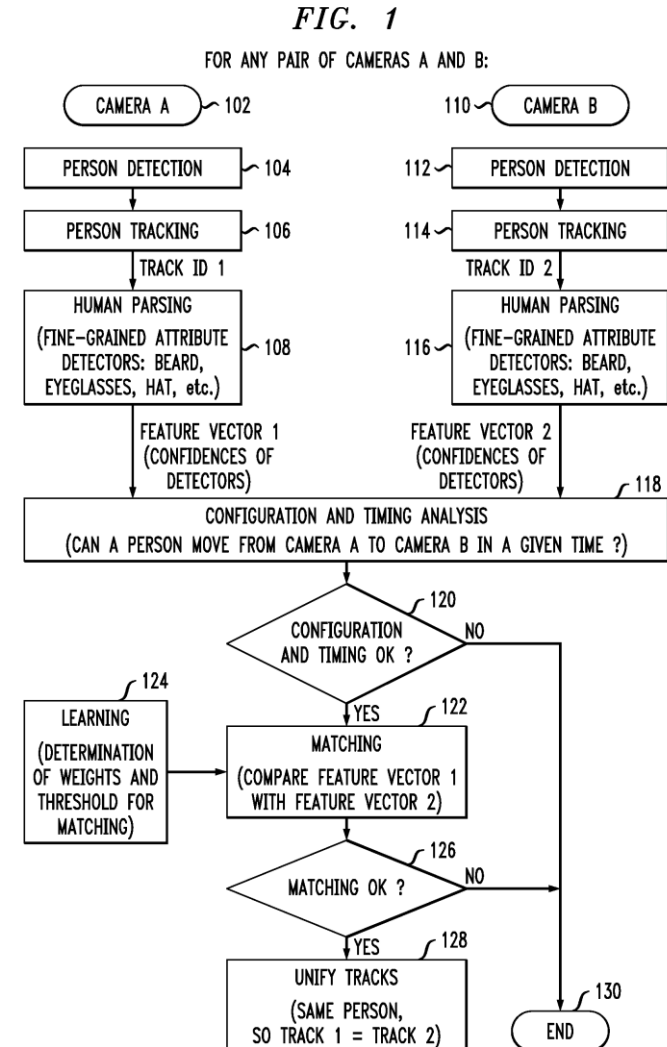 FIG. 1
FOR ANY PAIR OF CAMERAS A AND B:
CAMERA A
102
110
CAMERA B
PERSON DETECTION
104
112
PERSON DETECTION
PERSON TRACKING
106
114
PERSON TRACKING
TRACK ID 1
TRACK ID 2
HUMAN PARSING
(FINE-GRAINED ATTRIBUTE
DETECTORS: BEARD,
EYEGLASSES, HAT, etc.)
108
116
HUMAN PARSING
(FINE-GRAINED ATTRIBUTE
DETECTORS: BEARD,
EYEGLASSES, HAT, etc.)
FEATURE VECTOR 1
(CONFIDENCES OF
DETECTORS)
FEATURE VECTOR 2
(CONFIDENCES OF
DETECTORS)
118
CONFIGURATION AND TIMING ANALYSIS
(CAN A PERSON MOVE FROM CAMERA A TO CAMERA B IN A GIVEN TIME ?)
120
CONFIGURATION
AND TIMING OK ?
NO
YES
124
LEARNING
(DETERMINATION
OF WEIGHTS AND
THRESHOLD FOR
MATCHING)
122
MATCHING
(COMPARE FEATURE VECTOR 1
WITH FEATURE VECTOR 2)
126
MATCHING OK ?
NO
YES
128
UNIFY TRACKS
(SAME PERSON,
SO TRACK 1 = TRACK 2)
130
END